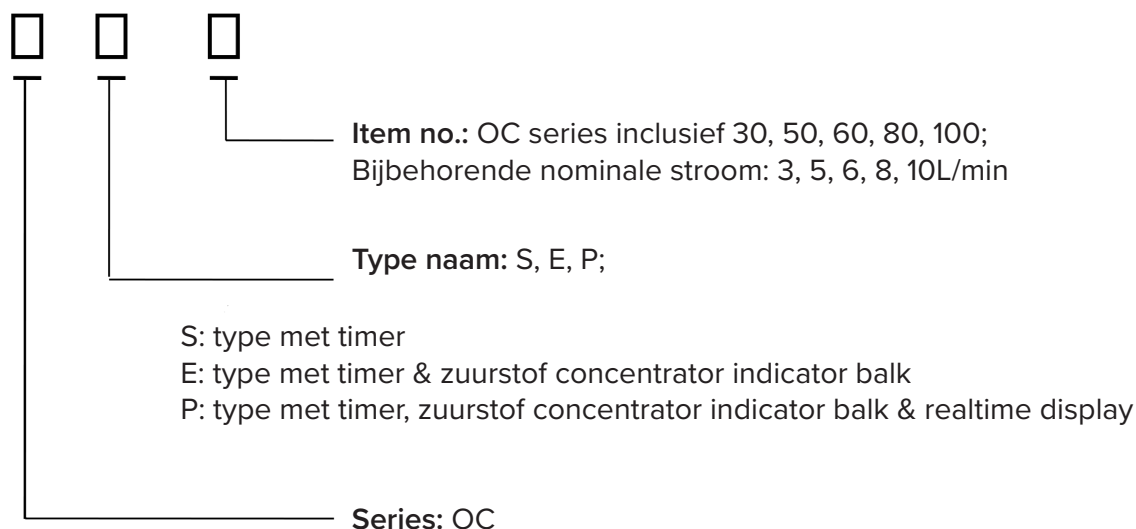 Item no.: OC series inclusief 30, 50, 60, 80, 100;
Bijbehorende nominale stroom: 3, 5, 6, 8, 10L/min
Type naam: S, E, P;
S: type met timer
E: type met timer & zuurstof concentrator indicator balk
P: type met timer, zuurstof concentrator indicator balk & realtime display
Series: OC